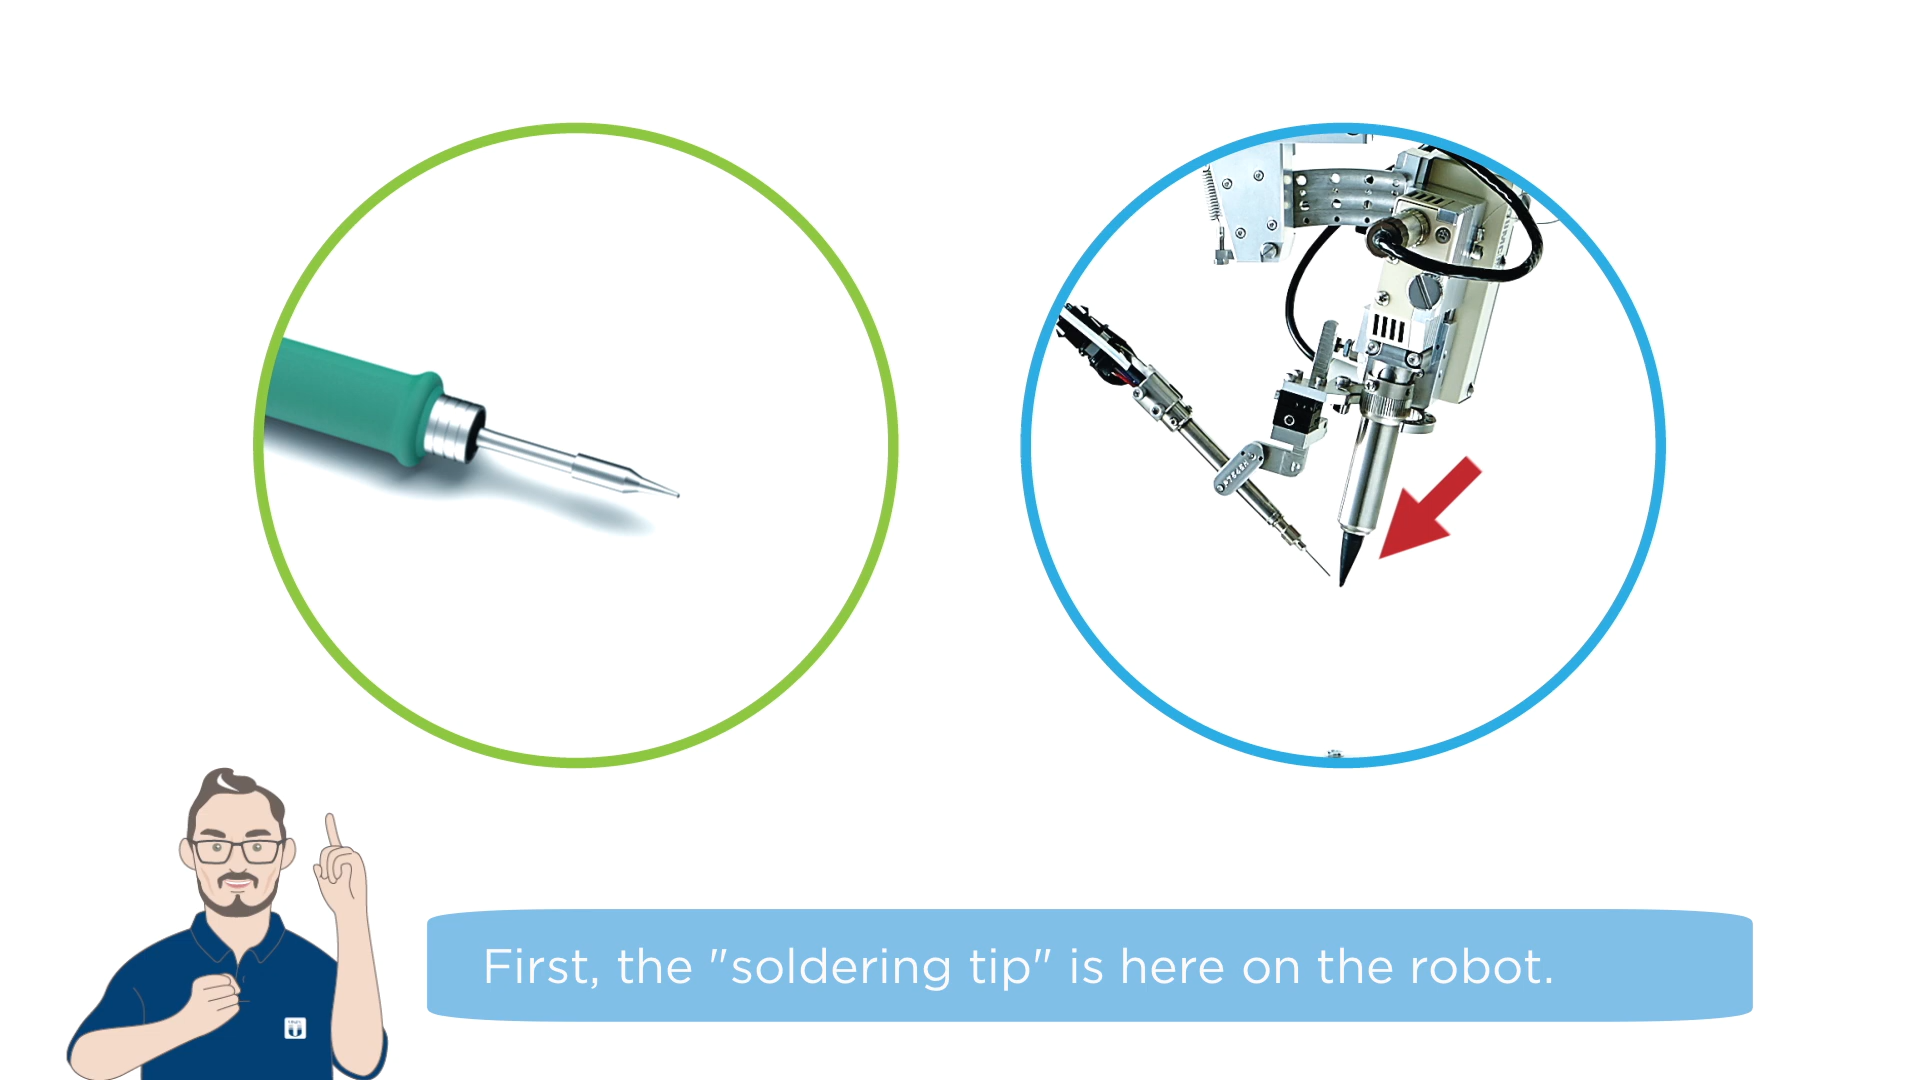 First, the "soldering tip" is here on the robot.